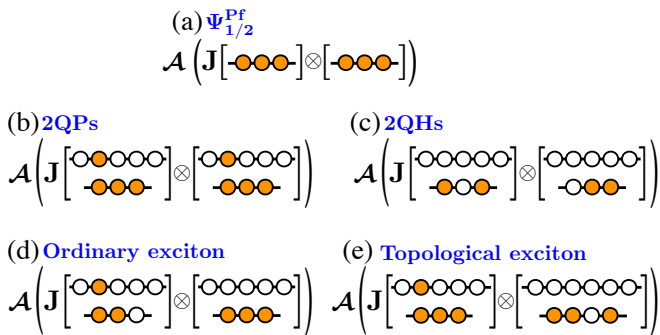 (a) Ψ^Pf_1/2
𝒜 ( J [ ] ⊗ [ ] )
(b) 2QPs
(c) 2QHs
𝒜 ( J [ ] ⊗ [ ] )
𝒜 ( J [ ] ⊗ [ ] )
(d) Ordinary exciton
(e) Topological exciton
𝒜 ( J [ ] ⊗ [ ] )
𝒜 ( J [ ] ⊗ [ ] )